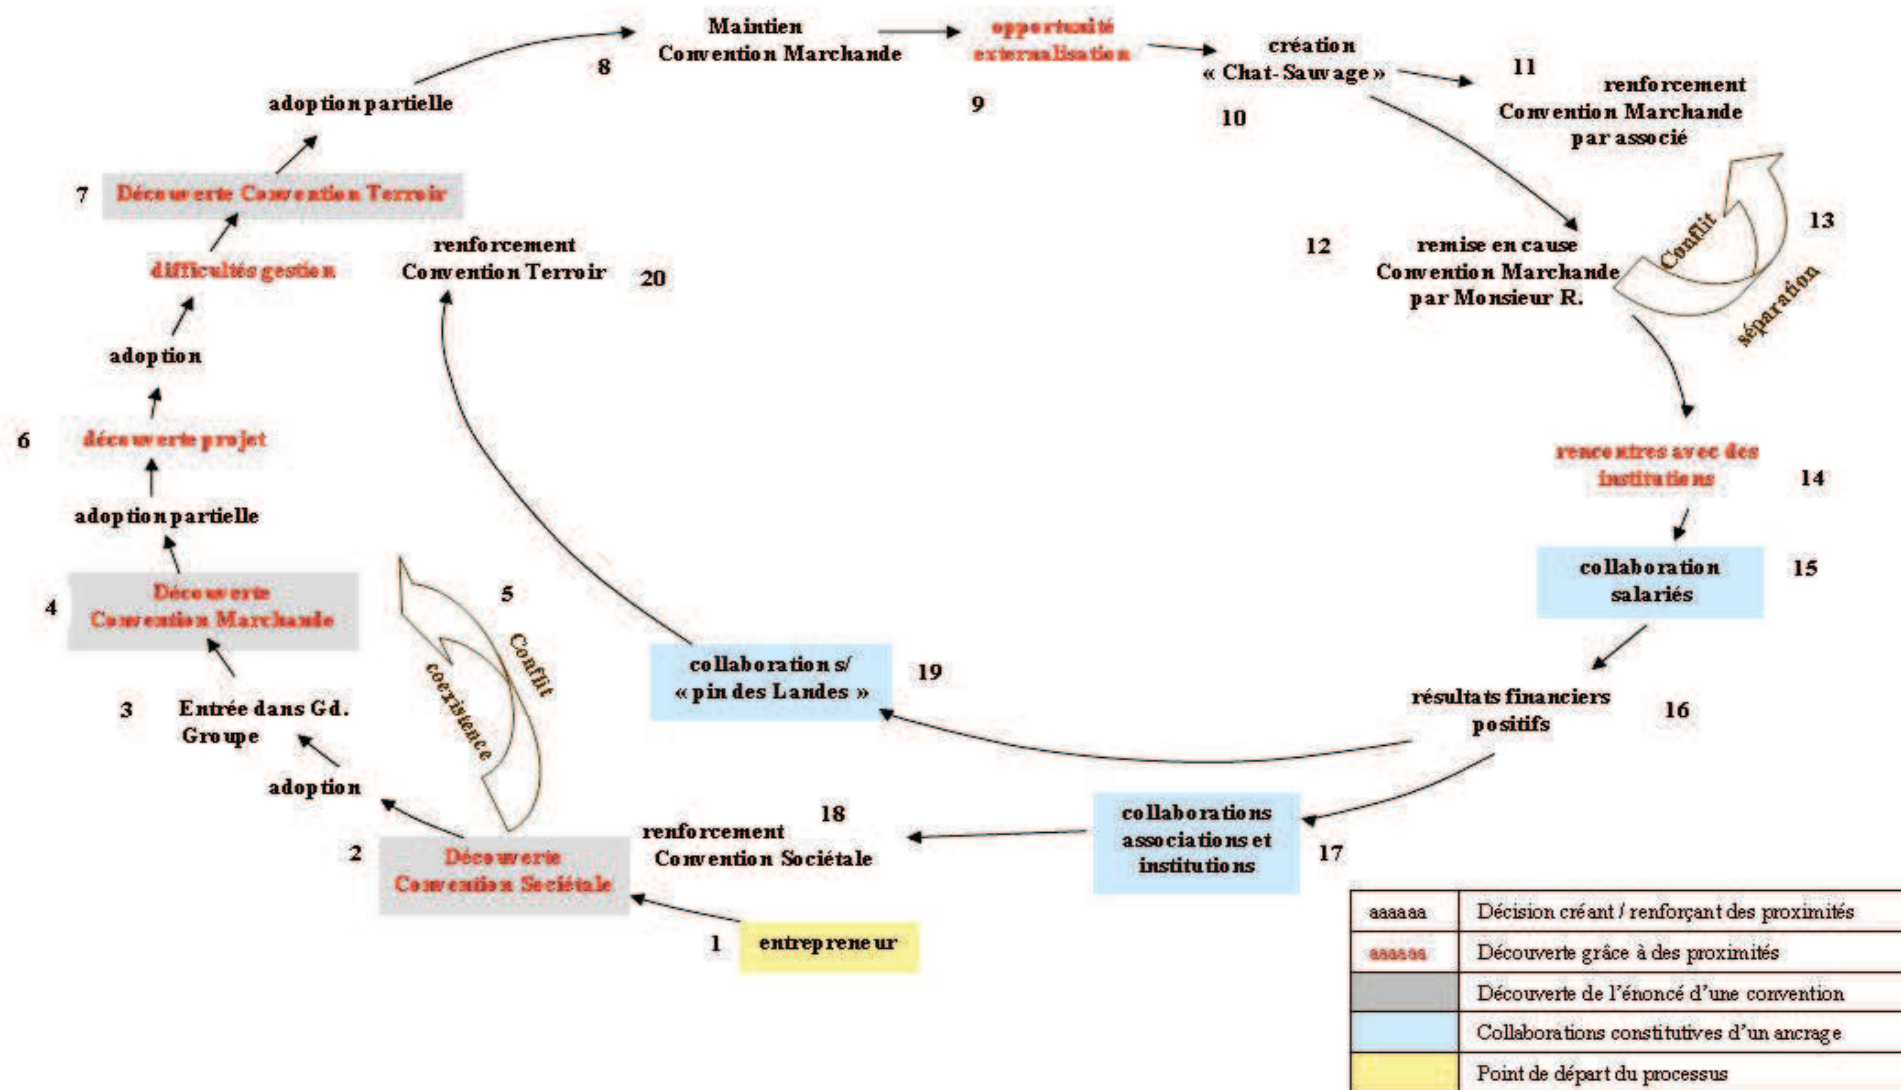 Maintien
Convention Marchande
8
opportunité
externalisation
9
création
« Chat-Sauvage »
10
11
renforcement
Convention Marchande
par associé
adoption partielle
7
Découverte Convention Terroir
difficultés gestion
renforcement
Convention Terroir
20
12
remise en cause
Convention Marchande
par Monsieur R.
Conflit
séparation
13
adoption
6
découverte projet
adoption partielle
rencontres avec des
institutions
14
4
Découverte
Convention Marchande
5
Conflit
coexistence
collaboration
salariés
15
3
Entrée dans Gd.
Groupe
collaborations/
« pin des Landes »
19
résultats financiers
positifs
16
adoption
18
renforcement
Convention Sociétale
collaborations
associations et
institutions
17
2
Découverte
Convention Sociétale
1
entrepreneur
aaaaaa
Décision créant / renforçant des proximités
aaaaaa
Découverte grâce à des proximités
Découverte de l'énoncé d'une convention
Collaborations constitutives d'un ancrage
Point de départ du processus